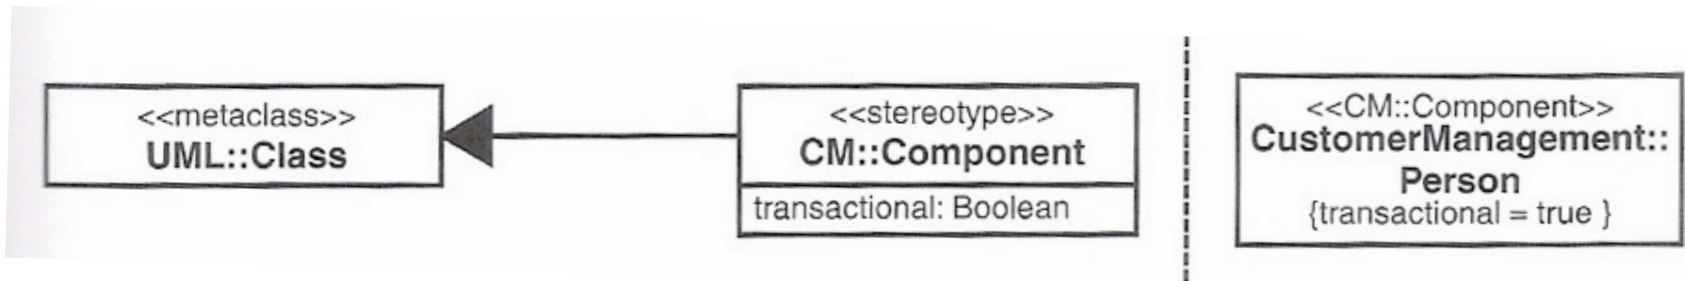 <<metaclass>>
UML::Class
<<stereotype>>
CM::Component
transactional: Boolean
<<CM::Component>>
CustomerManagement::
Person
{transactional = true }